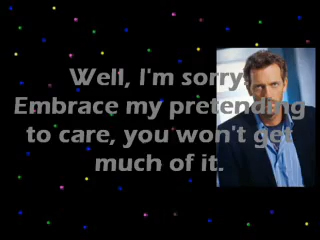 Well, I'm sorry.
Embrace my pretending
to care, you won't get
much of it.